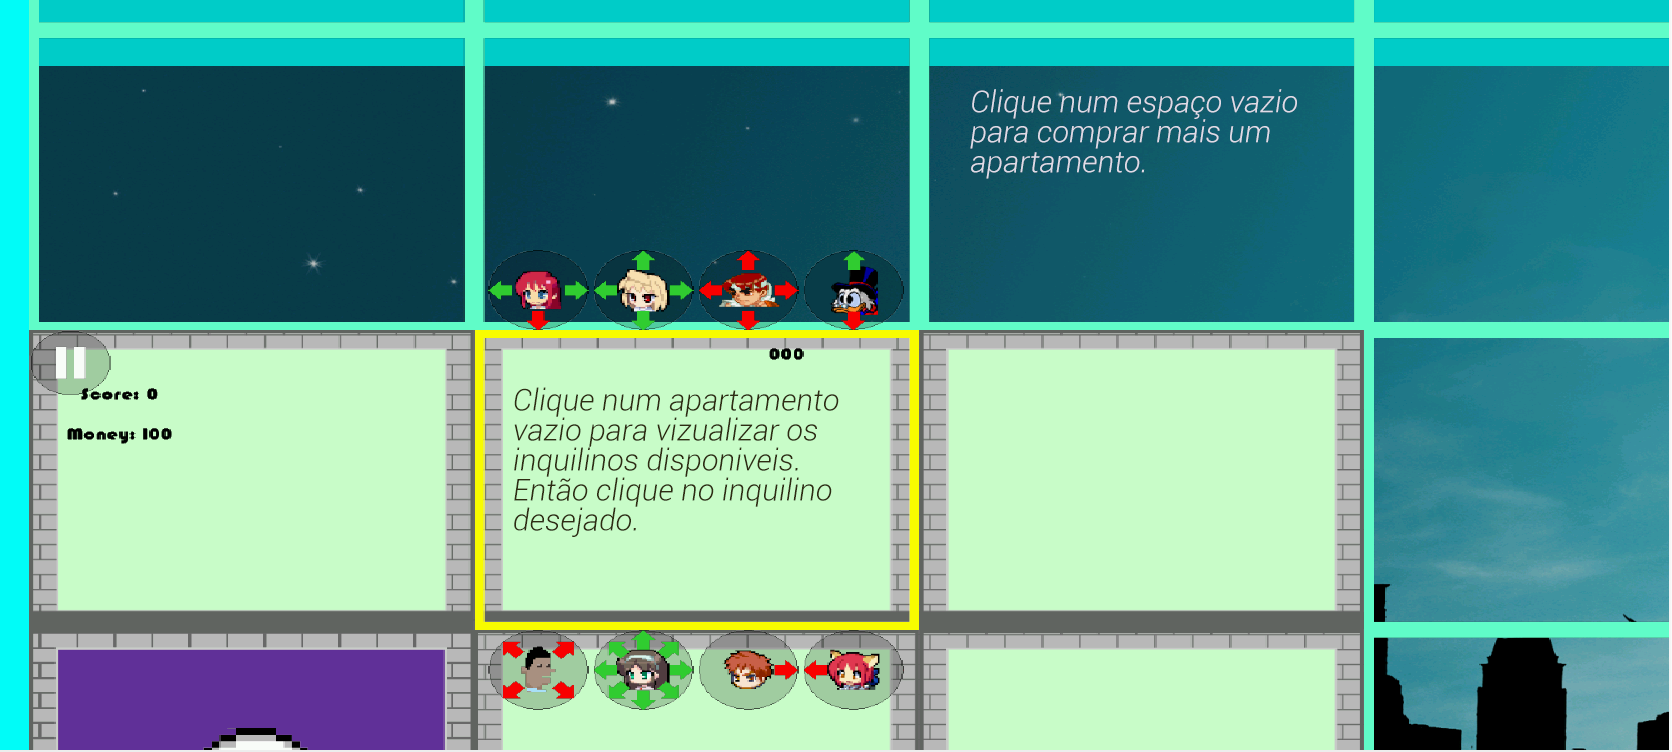 Clique num espaço vazio
para comprar mais um
apartamento.
000
Score: 0
Money: 100
Clique num apartamento
vazio para vizualizar os
inquilinos disponiveis.
Então clique no inquilino
desejado.